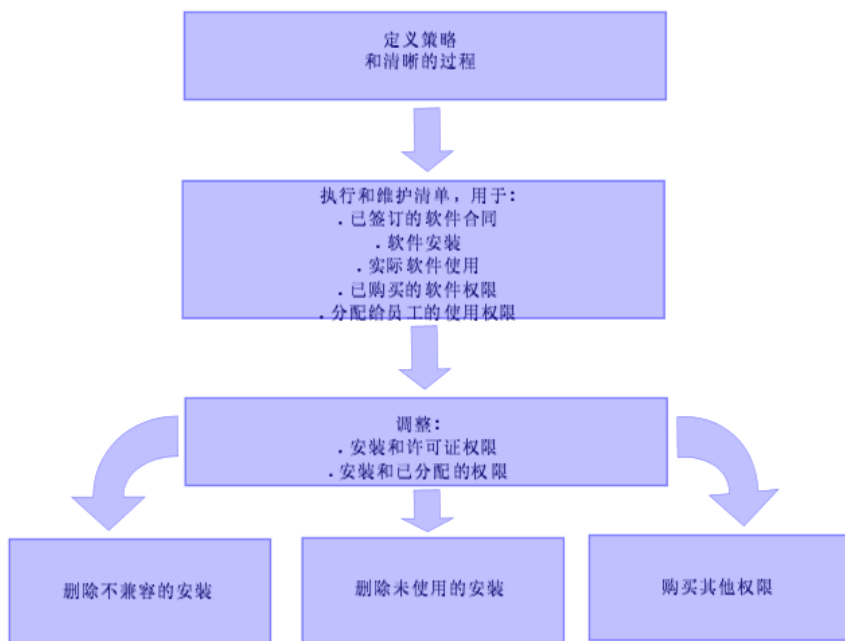 定义策略
和清晰的过程
执行和维护清单，用于：
.已签订的软件合同
.软件安装
.实际软件使用
.已购买的软件权限
.分配给员工的使用权限
调整：
.安装和许可证权限
.安装和已分配的权限
删除不兼容的安装
删除未使用的安装
购买其他权限